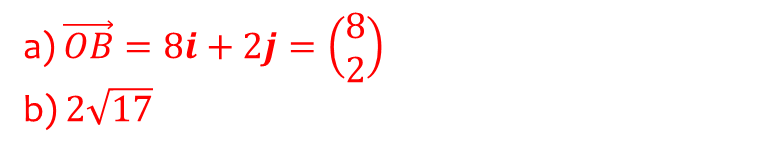 a) $\overrightarrow{OB} = 8\boldsymbol{i} + 2\boldsymbol{j} = \binom{8}{2}$
b) $2\sqrt{17}$